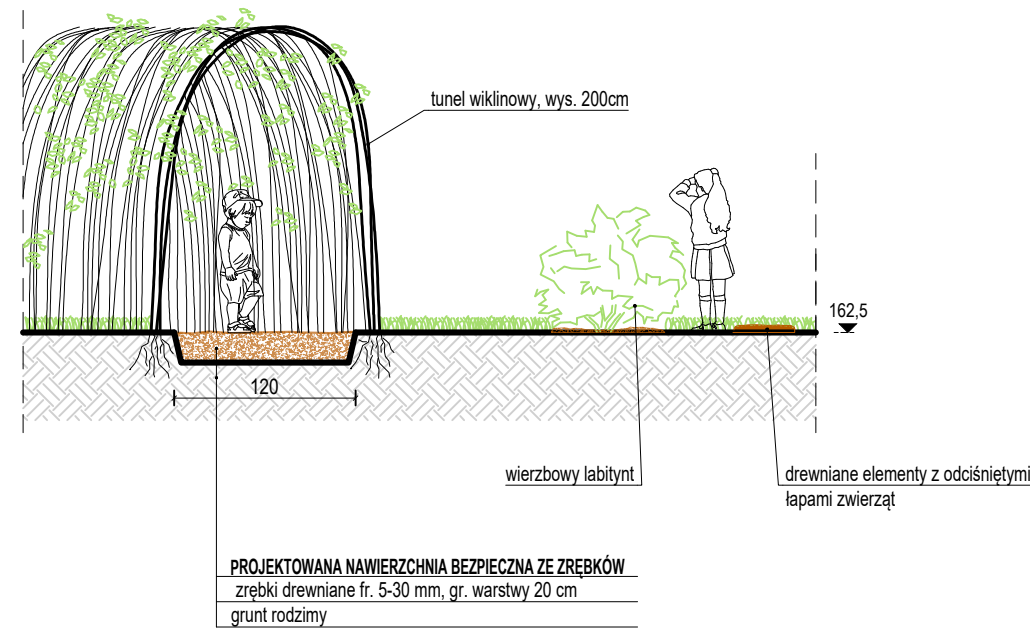 tunel wiklinowy, wys. 200cm
162,5
120
wierzbowy labitynt
drewniane elementy z odciśniętymi
łapami zwierząt
PROJEKTOWANA NAWIERZCHNIA BEZPIECZNA ZE ZRĘBKÓW
zrębki drewniane fr. 5-30 mm, gr. warstwy 20 cm
grunt rodzimy